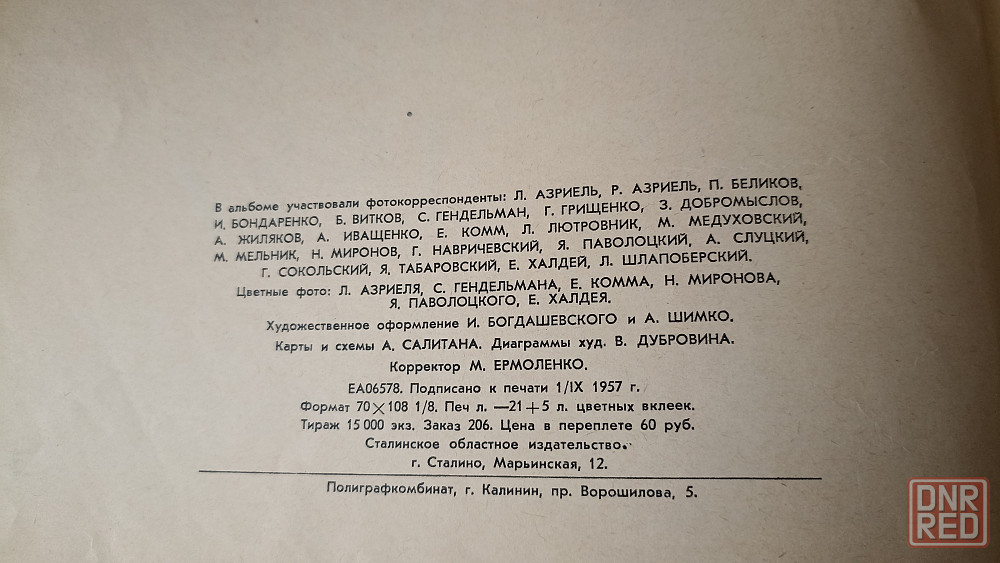 В альбоме участвовали фотокорреспонденты: Л. АЗРИЕЛЬ, Р. АЗРИЕЛЬ, П. БЕЛИКОВ,
И. БОНДАРЕНКО, Б. ВИТКОВ, С. ГЕНДЕЛЬМАН, Г. ГРИЩЕНКО, З. ДОБРОМЫСЛОВ,
А. ЖИЛЯКОВ, А. ИВАЩЕНКО, Е. КОММ, Л. ЛЮТРОВНИК, М. МЕДУХОВСКИЙ,
М. МЕЛЬНИК, Н. МИРОНОВ, Г. НАВРИЧЕВСКИЙ, Я. ПАВОЛОЦКИЙ, А. СЛУЦКИЙ,
Г. СОКОЛЬСКИЙ, Я. ТАБАРОВСКИЙ, Е. ХАЛДЕЙ, Л. ШЛАПОБЕРСКИЙ.
Цветные фото: Л. АЗРИЕЛЯ, С. ГЕНДЕЛЬМАНА, Е. КОММА, Н. МИРОНОВА,
Я. ПАВОЛОЦКОГО, Е. ХАЛДЕЯ.
Художественное оформление И. БОГДАШЕВСКОГО и А. ШИМКО.
Карты и схемы А. САЛИТАНА. Диаграммы худ. В. ДУБРОВИНА.
Корректор М. ЕРМОЛЕНКО.
ЕА06578. Подписано к печати 1/IX 1957 г.
Формат 70×108 1/8. Печ л. —21+5 л. цветных вклеек.
Тираж 15 000 экз. Заказ 206. Цена в переплете 60 руб.
Сталинское областное издательство.
г. Сталино, Марьинская, 12.
Полиграфкомбинат, г. Калинин, пр. Ворошилова, 5.
DNR
RED